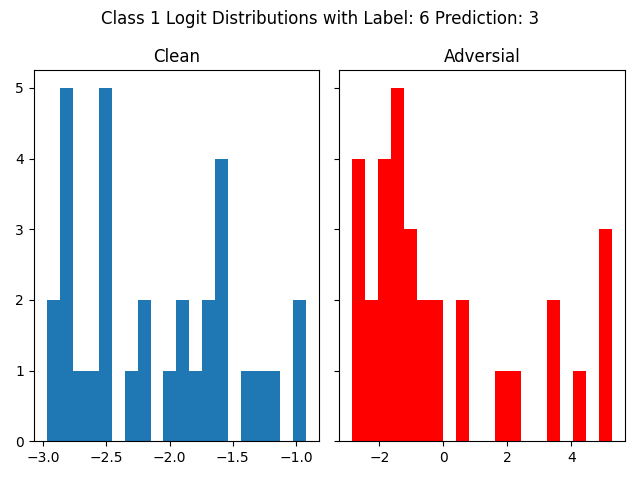 Class 1 Logit Distributions with Label: 6 Prediction: 3
Clean
Adversial
5
4
3
2
1
0
−3.0 −2.5 −2.0 −1.5 −1.0
−2 0 2 4